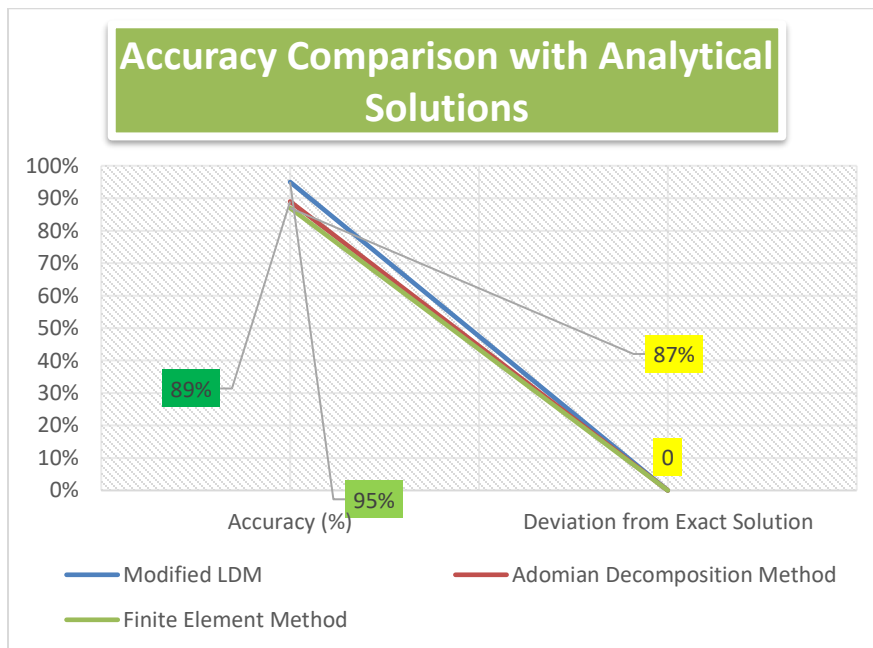 Accuracy Comparison with Analytical
Solutions
100%
90%
80%
70%
60%
50%
40%
30%
20%
10%
0%
89%
95%
87%
0
Accuracy (%)
Deviation from Exact Solution
Modified LDM
Adomian Decomposition Method
Finite Element Method